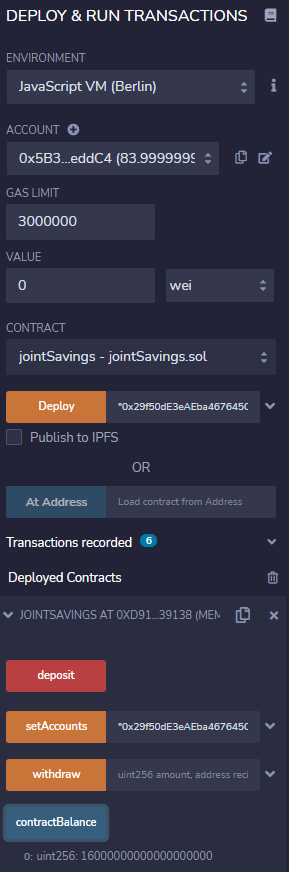 DEPLOY & RUN TRANSACTIONS
ENVIRONMENT
JavaScript VM (Berlin)
ACCOUNT
0x5B3...eddC4 (83.9999999
GAS LIMIT
3000000
VALUE
0 wei
CONTRACT
jointSavings - jointSavings.sol
Deploy "0x29f50dE3eAEba467645C
Publish to IPFS
OR
At Address Load contract from Address
Transactions recorded 6
Deployed Contracts
JOINTSAVINGS AT 0XD91...39138 (MEM
deposit
setAccounts "0x29f50dE3eAEba467645C
withdraw uint256 amount, address reci
contractBalance
0: uint256: 16000000000000000000